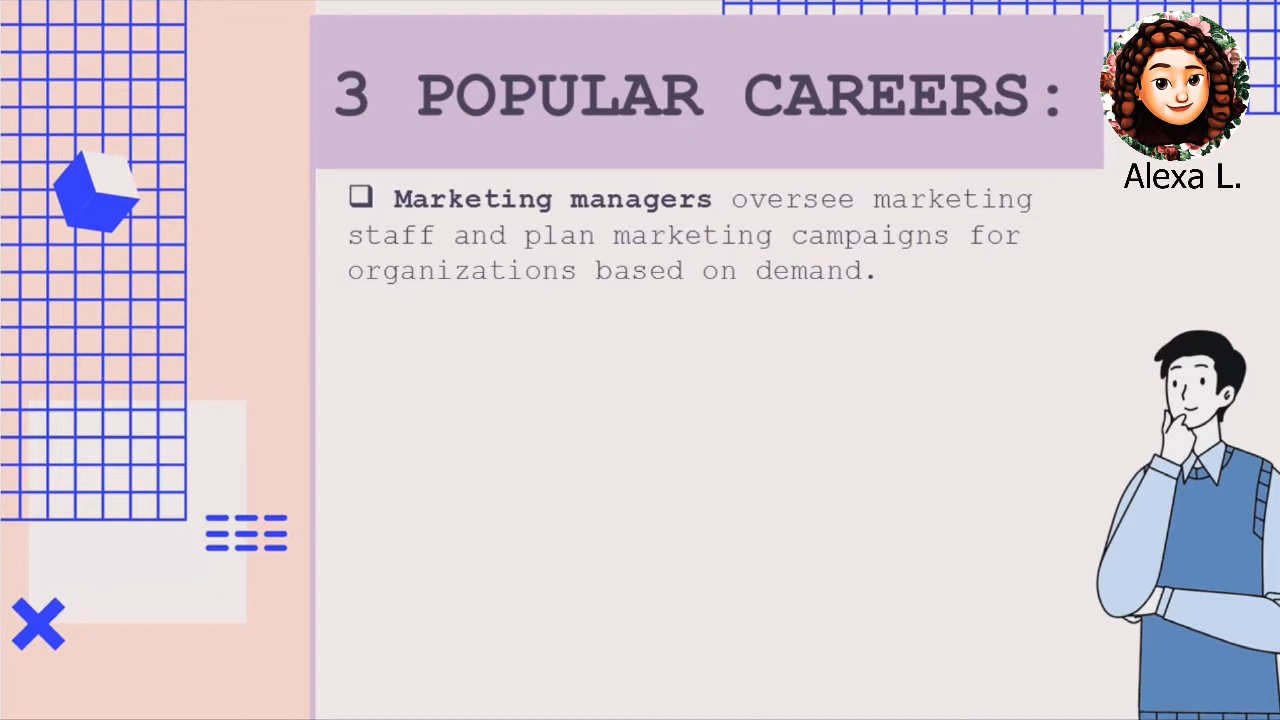 3 POPULAR CAREERS:
Alexa L.
❑ Marketing managers oversee marketing
staff and plan marketing campaigns for
organizations based on demand.